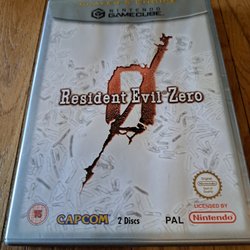 NINTENDO
GAMECUBE
0
Resident Evil Zero
15
CAPCOM 2 Discs PAL
LICENSED BY
Nintendo